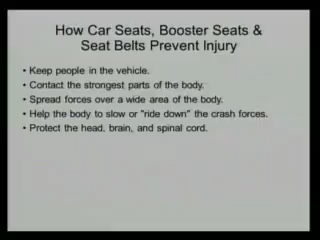 How Car Seats, Booster Seats &
Seat Belts Prevent Injury
• Keep people in the vehicle.
• Contact the strongest parts of the body.
• Spread forces over a wide area of the body.
• Help the body to slow or "ride down" the crash forces.
• Protect the head, brain, and spinal cord.